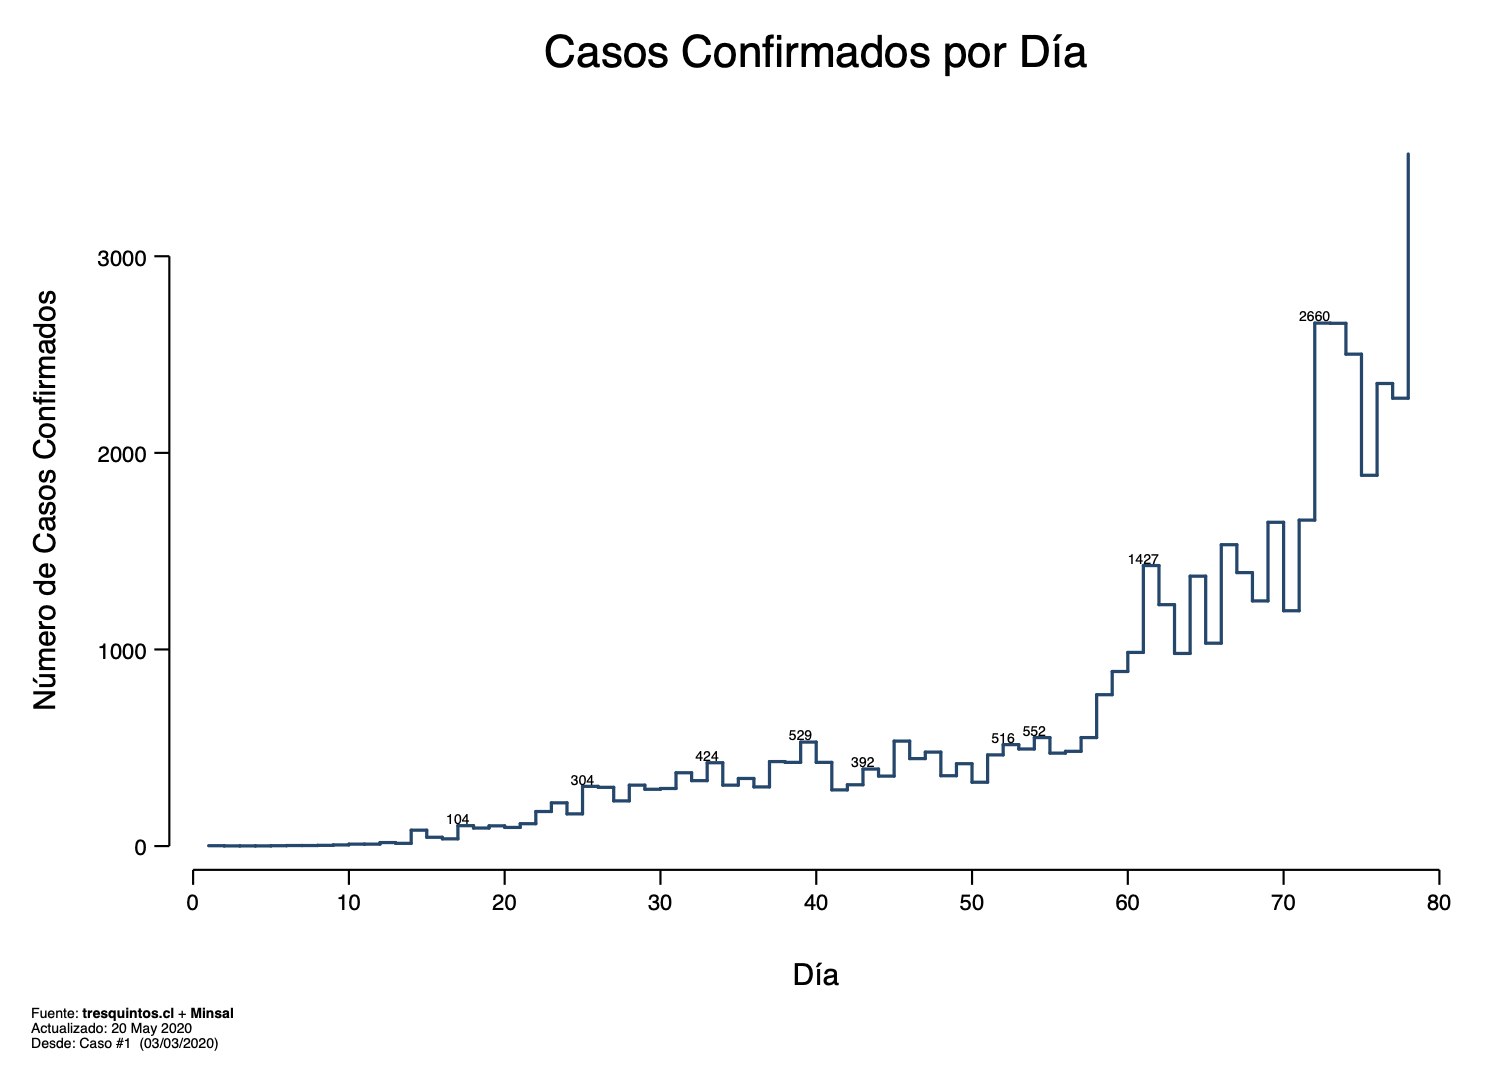 Casos Confirmados por Día
Número de Casos Confirmados
3000
2000
1000
0
2660
1427
552
516
529
392
424
304
104
0 10 20 30 40 50 60 70 80
Día
Fuente: tresquintos.cl + Minsal
Actualizado: 20 May 2020
Desde: Caso #1 (03/03/2020)